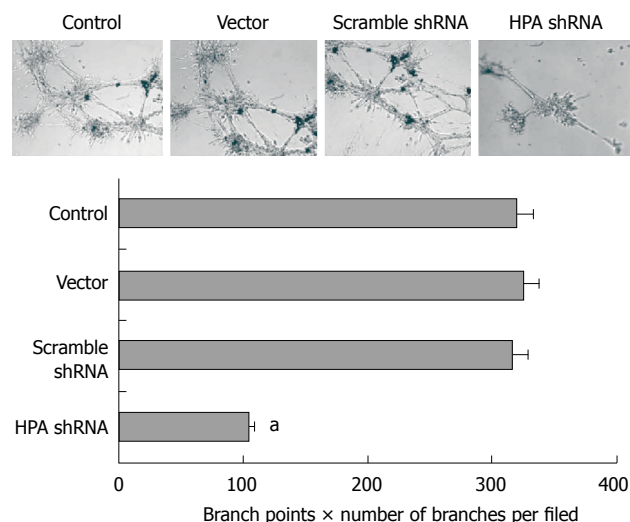 Control
Vector
Scramble shRNA
HPA shRNA
Control
Vector
Scramble
shRNA
HPA shRNA
a
0
100
200
300
400
Branch points × number of branches per filed